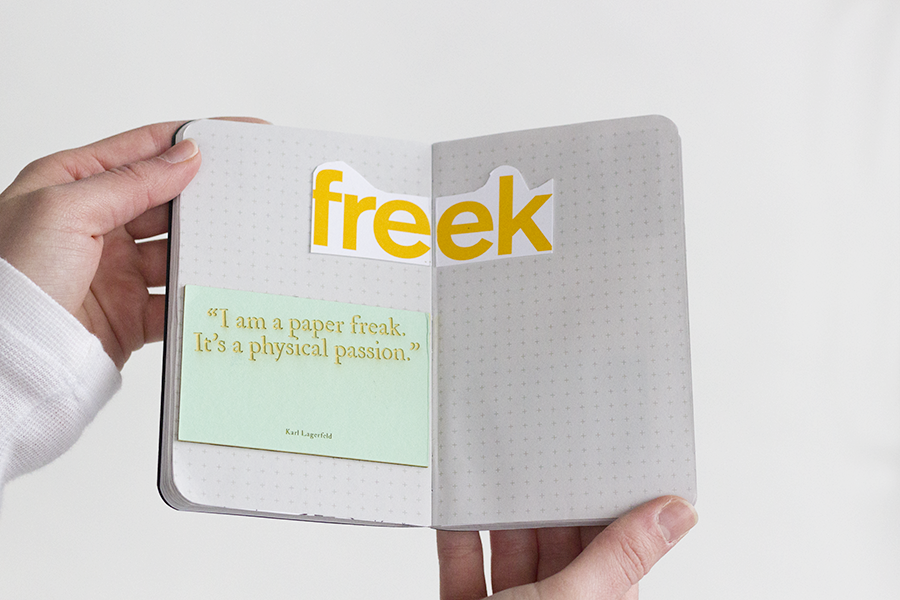 freek
“I am a paper freak.
It’s a physical passion.”
Karl Lagerfeld